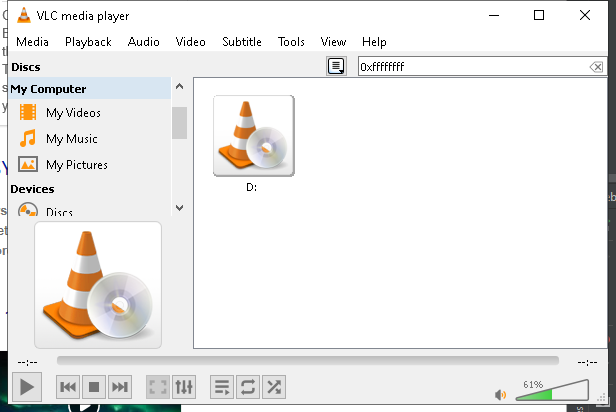 VLC media player
Media Playback Audio Video Subtitle Tools View Help
Discs
0xffffffff
My Computer
My Videos
My Music
My Pictures
Devices
Discs
D:
--:--
--:--
61%